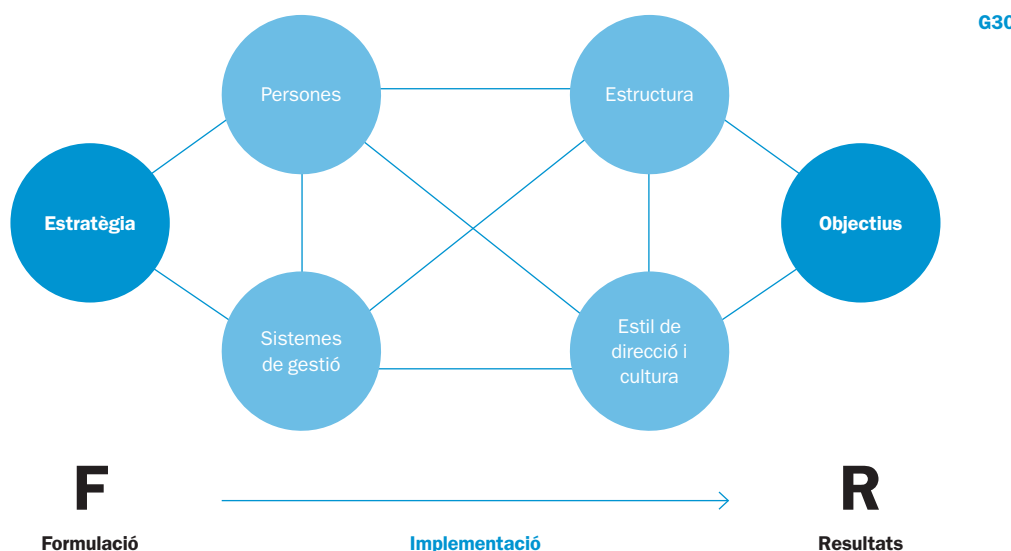 G30
Persones
Estructura
Estratègia
Objectius
Sistemes
de gestió
Estil de
direcció i
cultura
F
R
Formulació
Implementació
Resultats